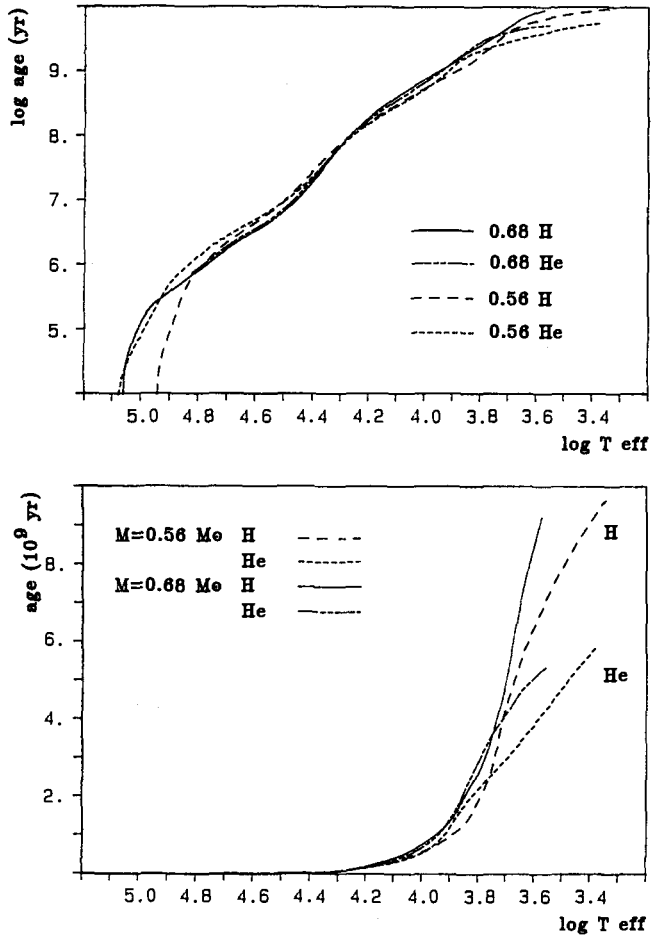 log age (yr)
9.
8.
7.
6.
5.
0.68 H
0.68 He
0.56 H
0.56 He
5.0 4.8 4.6 4.4 4.2 4.0 3.8 3.6 3.4
log T eff
age (10⁹ yr)
8.
6.
4.
2.
M=0.56 M⊙ H
He
M=0.68 M⊙ H
He
H
He
5.0 4.8 4.6 4.4 4.2 4.0 3.8 3.6 3.4
log T eff